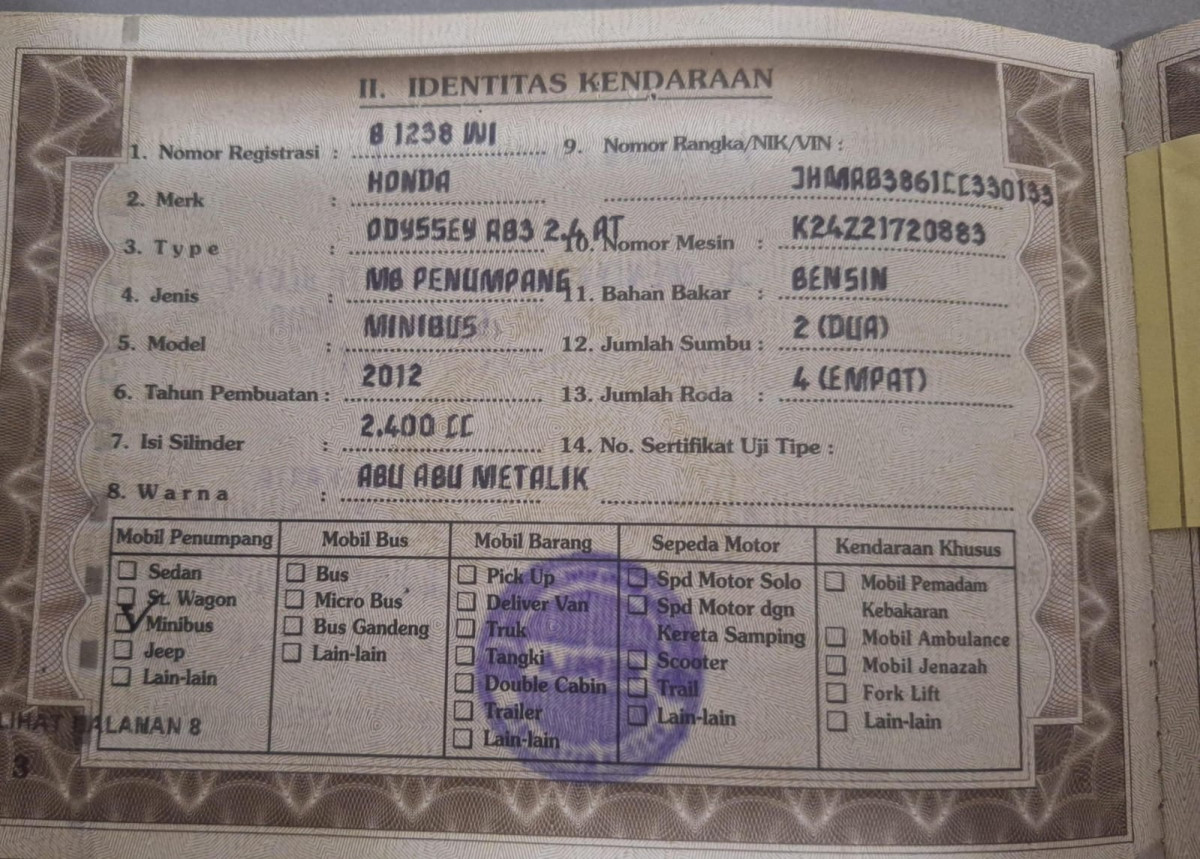 II. IDENTITAS KENDARAAN
1. Nomor Registrasi : B 1238 WI
2. Merk : HONDA
3. Type : ODYSSEY RB3 2.4 AT
4. Jenis : MB PENUMPANG
5. Model : MINIBUS
6. Tahun Pembuatan : 2012
7. Isi Silinder : 2.400 CC
8. Warna : ABU ABU METALIK
9. Nomor Rangka/NIK/VIN :
JHMRB3861CC330133
10. Nomor Mesin : K24Z21720883
11. Bahan Bakar : BENSIN
12. Jumlah Sumbu : 2 (DUA)
13. Jumlah Roda : 4 (EMPAT)
14. No. Sertifikat Uji Tipe :
Mobil Penumpang
Sedan
St. Wagon
Minibus
Jeep
Lain-lain
Mobil Bus
Bus
Micro Bus
Bus Gandeng
Lain-lain
Mobil Barang
Pick Up
Deliver Van
Truk
Tangki
Double Cabin
Trailer
Lain-lain
Sepeda Motor
Spd Motor Solo
Spd Motor dgn
Kereta Samping
Scooter
Trail
Lain-lain
Kendaraan Khusus
Mobil Pemadam
Kebakaran
Mobil Ambulance
Mobil Jenazah
Fork Lift
Lain-lain
LIHAT HALAMAN 8
3